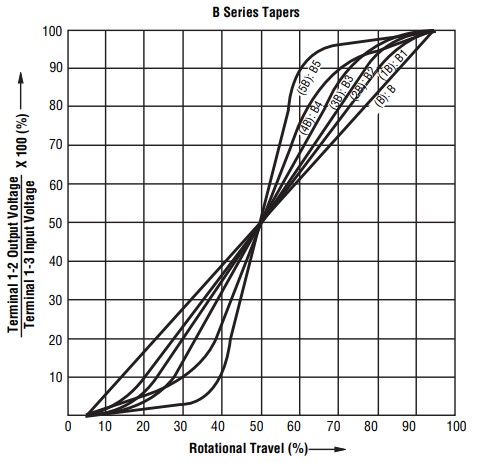 B Series Tapers
Terminal 1-2 Output Voltage
Terminal 1-3 Input Voltage
X 100 (%)
100
90
80
70
60
50
40
30
20
10
(5B): B5
(4B): B4
(3B): B3
(2B): B2
(1B): B1
(B): B
0 10 20 30 40 50 60 70 80 90 100
Rotational Travel (%)